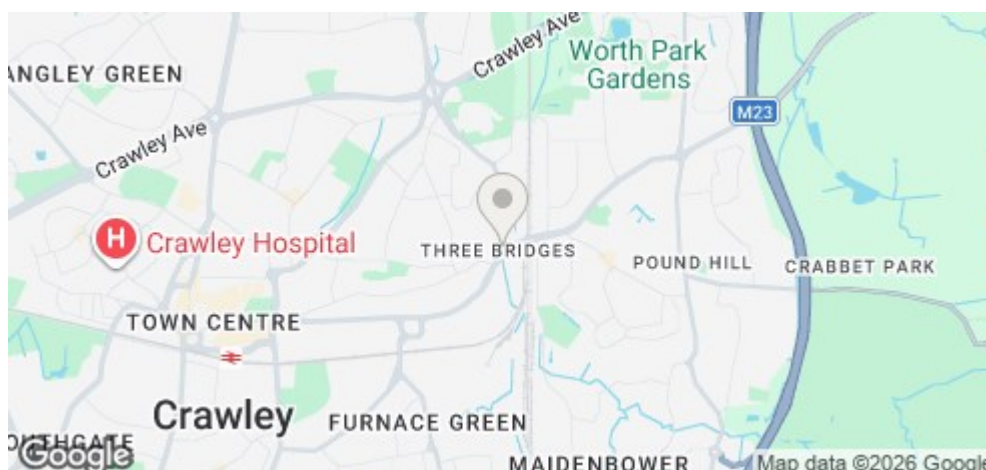 Crawley Ave
Worth Park
Gardens
ANGLEY GREEN
M23
Crawley Ave
H
Crawley Hospital
THREE BRIDGES
POUND HILL
CRABBET PARK
TOWN CENTRE
Crawley
FURNACE GREEN
OUTHGATE
Google
MAIDENBOWER
Map data ©2026 Google